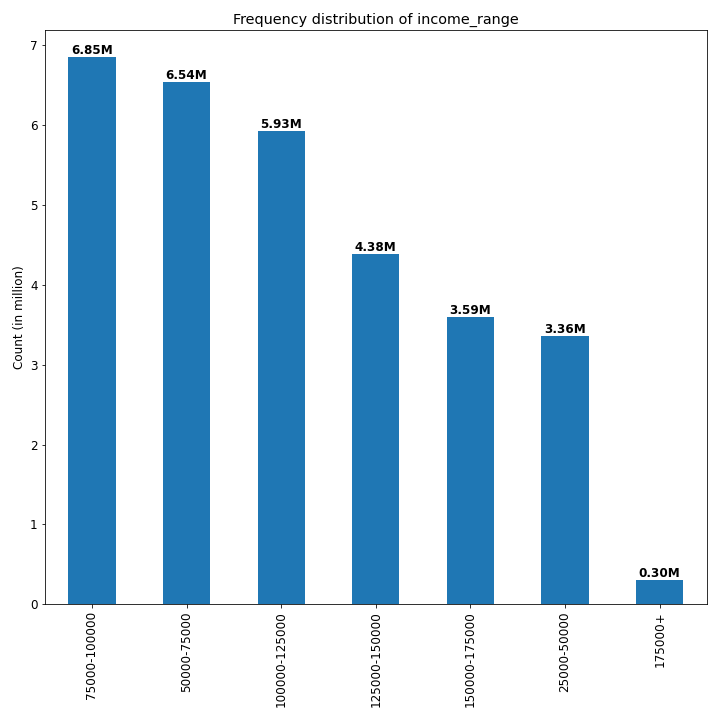 Frequency distribution of income_range
Count (in million)
7
6
5
4
3
2
1
0
6.85M
6.54M
5.93M
4.38M
3.59M
3.36M
0.30M
75000-100000
50000-75000
100000-125000
125000-150000
150000-175000
25000-50000
175000+